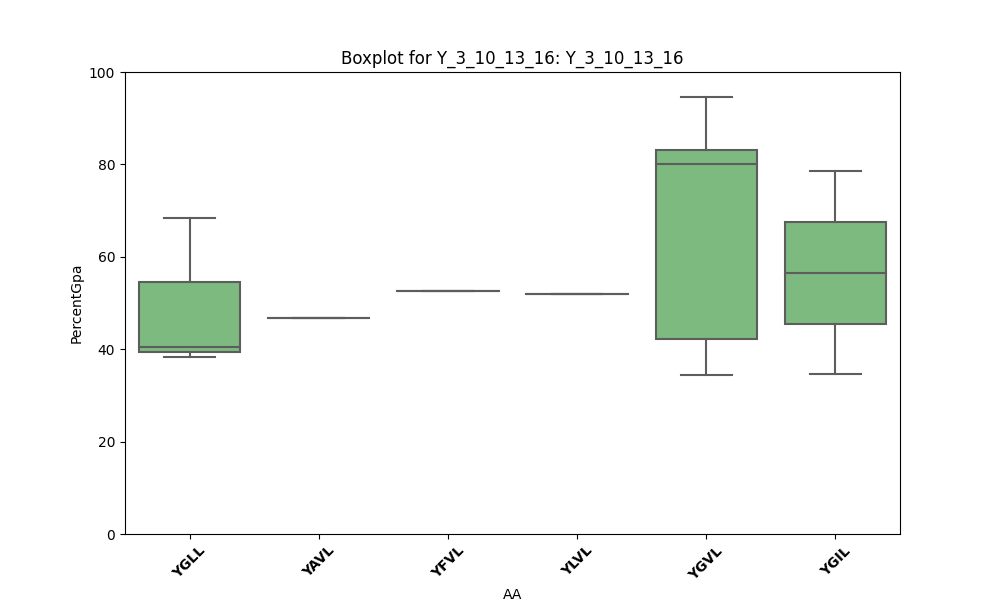 Boxplot for Y_3_10_13_16: Y_3_10_13_16
100
80
60
40
20
0
PercentGpa
YGLL
YAVL
YFVL
YLVL
YGVL
YGIL
AA